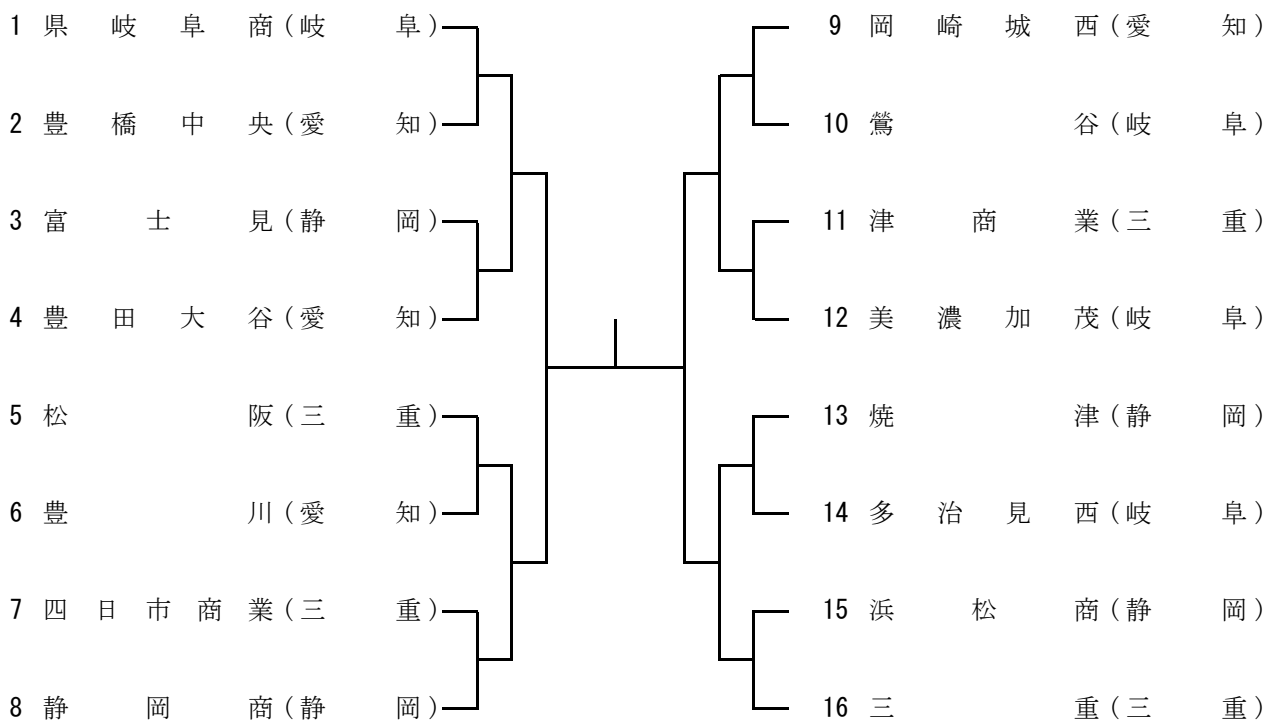 1 県岐阜商(岐阜)
2 豊橋中央(愛知)
3 富士見(静岡)
4 豊田大谷(愛知)
5 松阪(三重)
6 豊川(愛知)
7 四日市商業(三重)
8 静岡商(静岡)
9 岡崎城西(愛知)
10 鶯谷(岐阜)
11 津商業(三重)
12 美濃加茂(岐阜)
13 焼津(静岡)
14 多治見西(岐阜)
15 浜松商(静岡)
16 三重(三重)